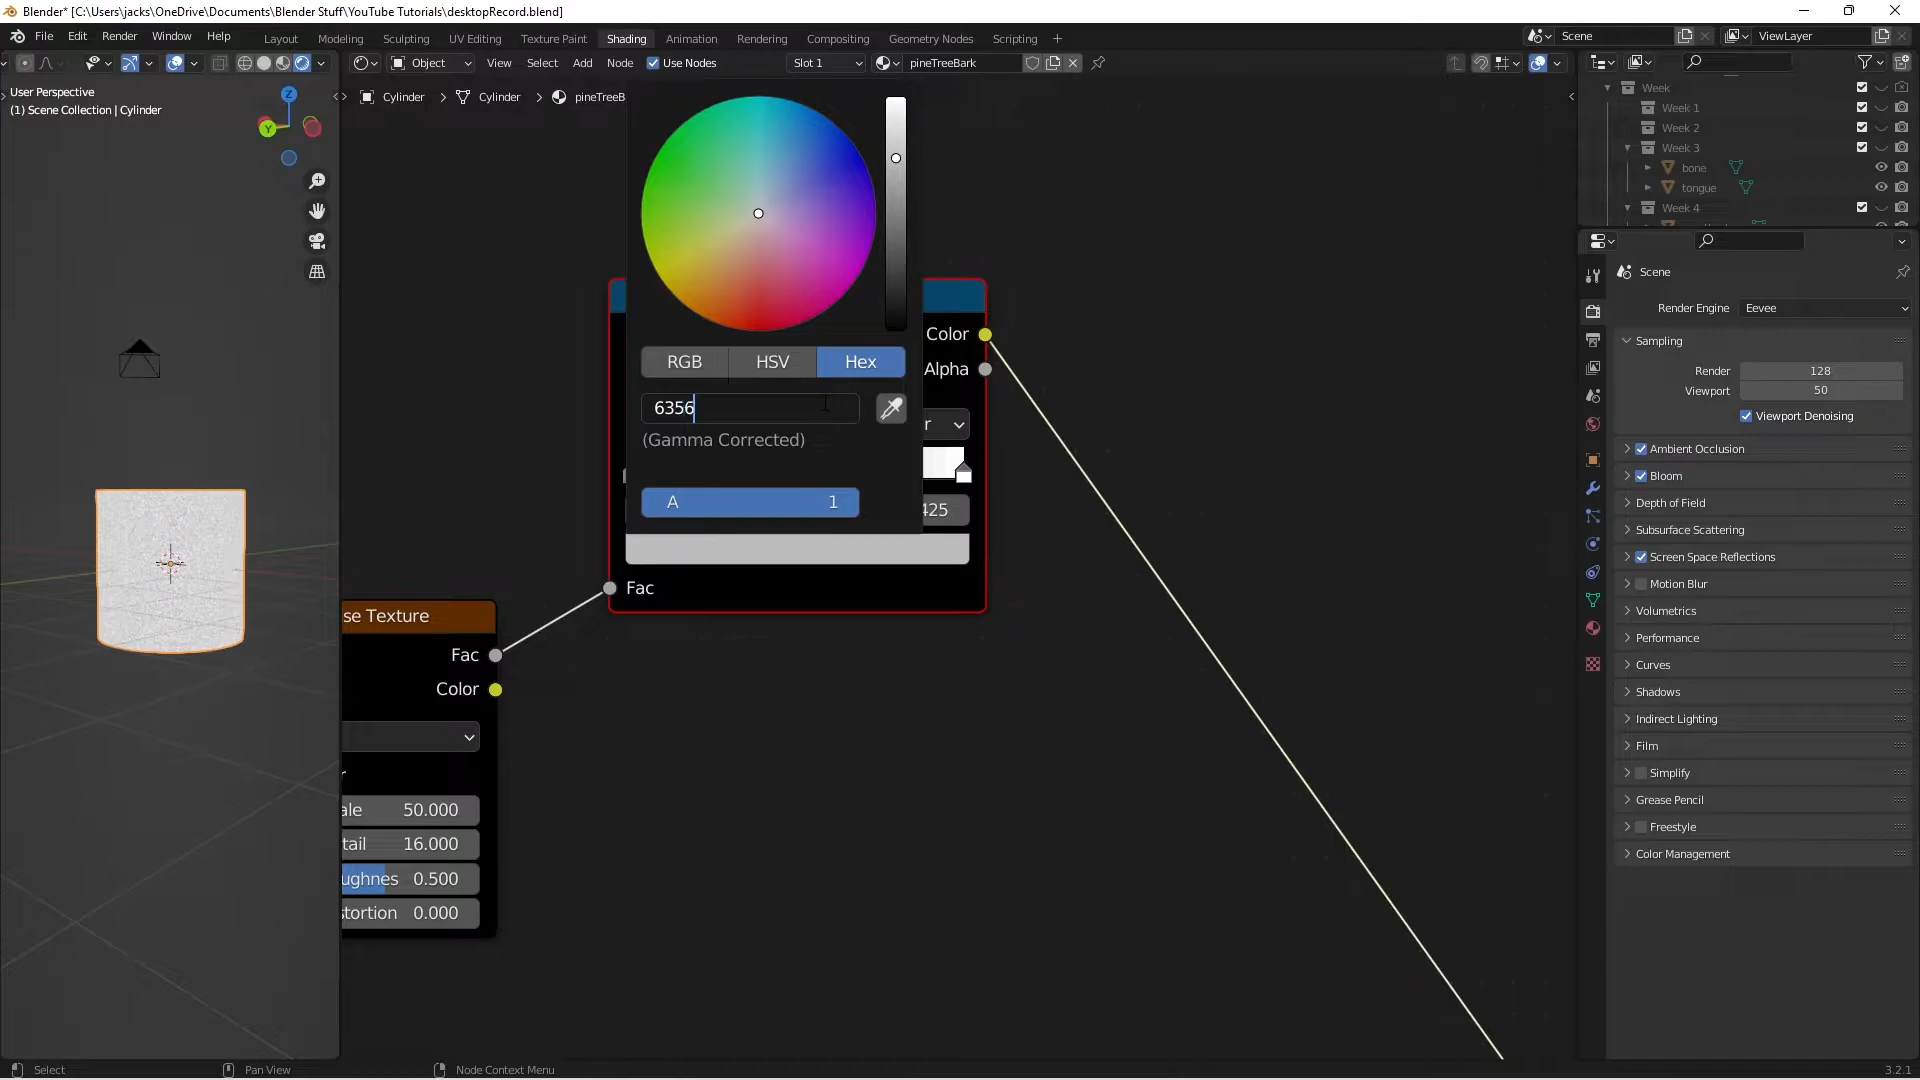 Blender* [C:\Users\jacks\OneDrive\Documents\Blender Stuff\YouTube Tutorials\desktopRecord.blend]
File Edit Render Window Help
Layout Modeling Sculpting UV Editing Texture Paint Shading Animation Rendering Compositing Geometry Nodes Scripting +
Scene ViewLayer
Object View Select Add Node Use Nodes Slot 1 pineTreeBark
User Perspective
(1) Scene Collection | Cylinder
Z
Y
Cylinder > Cylinder > pineTreeB
Week
Week 1
Week 2
Week 3
bone
tongue
Week 4
Scene
Render Engine Eevee
Sampling
Render 128
Viewport 50
Viewport Denoising
Ambient Occlusion
Bloom
Depth of Field
Subsurface Scattering
Screen Space Reflections
Motion Blur
Volumetrics
Performance
Curves
Shadows
Indirect Lighting
Film
Simplify
Grease Pencil
Freestyle
Color Management
Color
Alpha
RGB HSV Hex
6356
(Gamma Corrected)
r
A 1
425
Fac
se Texture
Fac
Color
r
ale 50.000
tail 16.000
ughnes 0.500
stortion 0.000
Select Pan View Node Context Menu 3.2.1